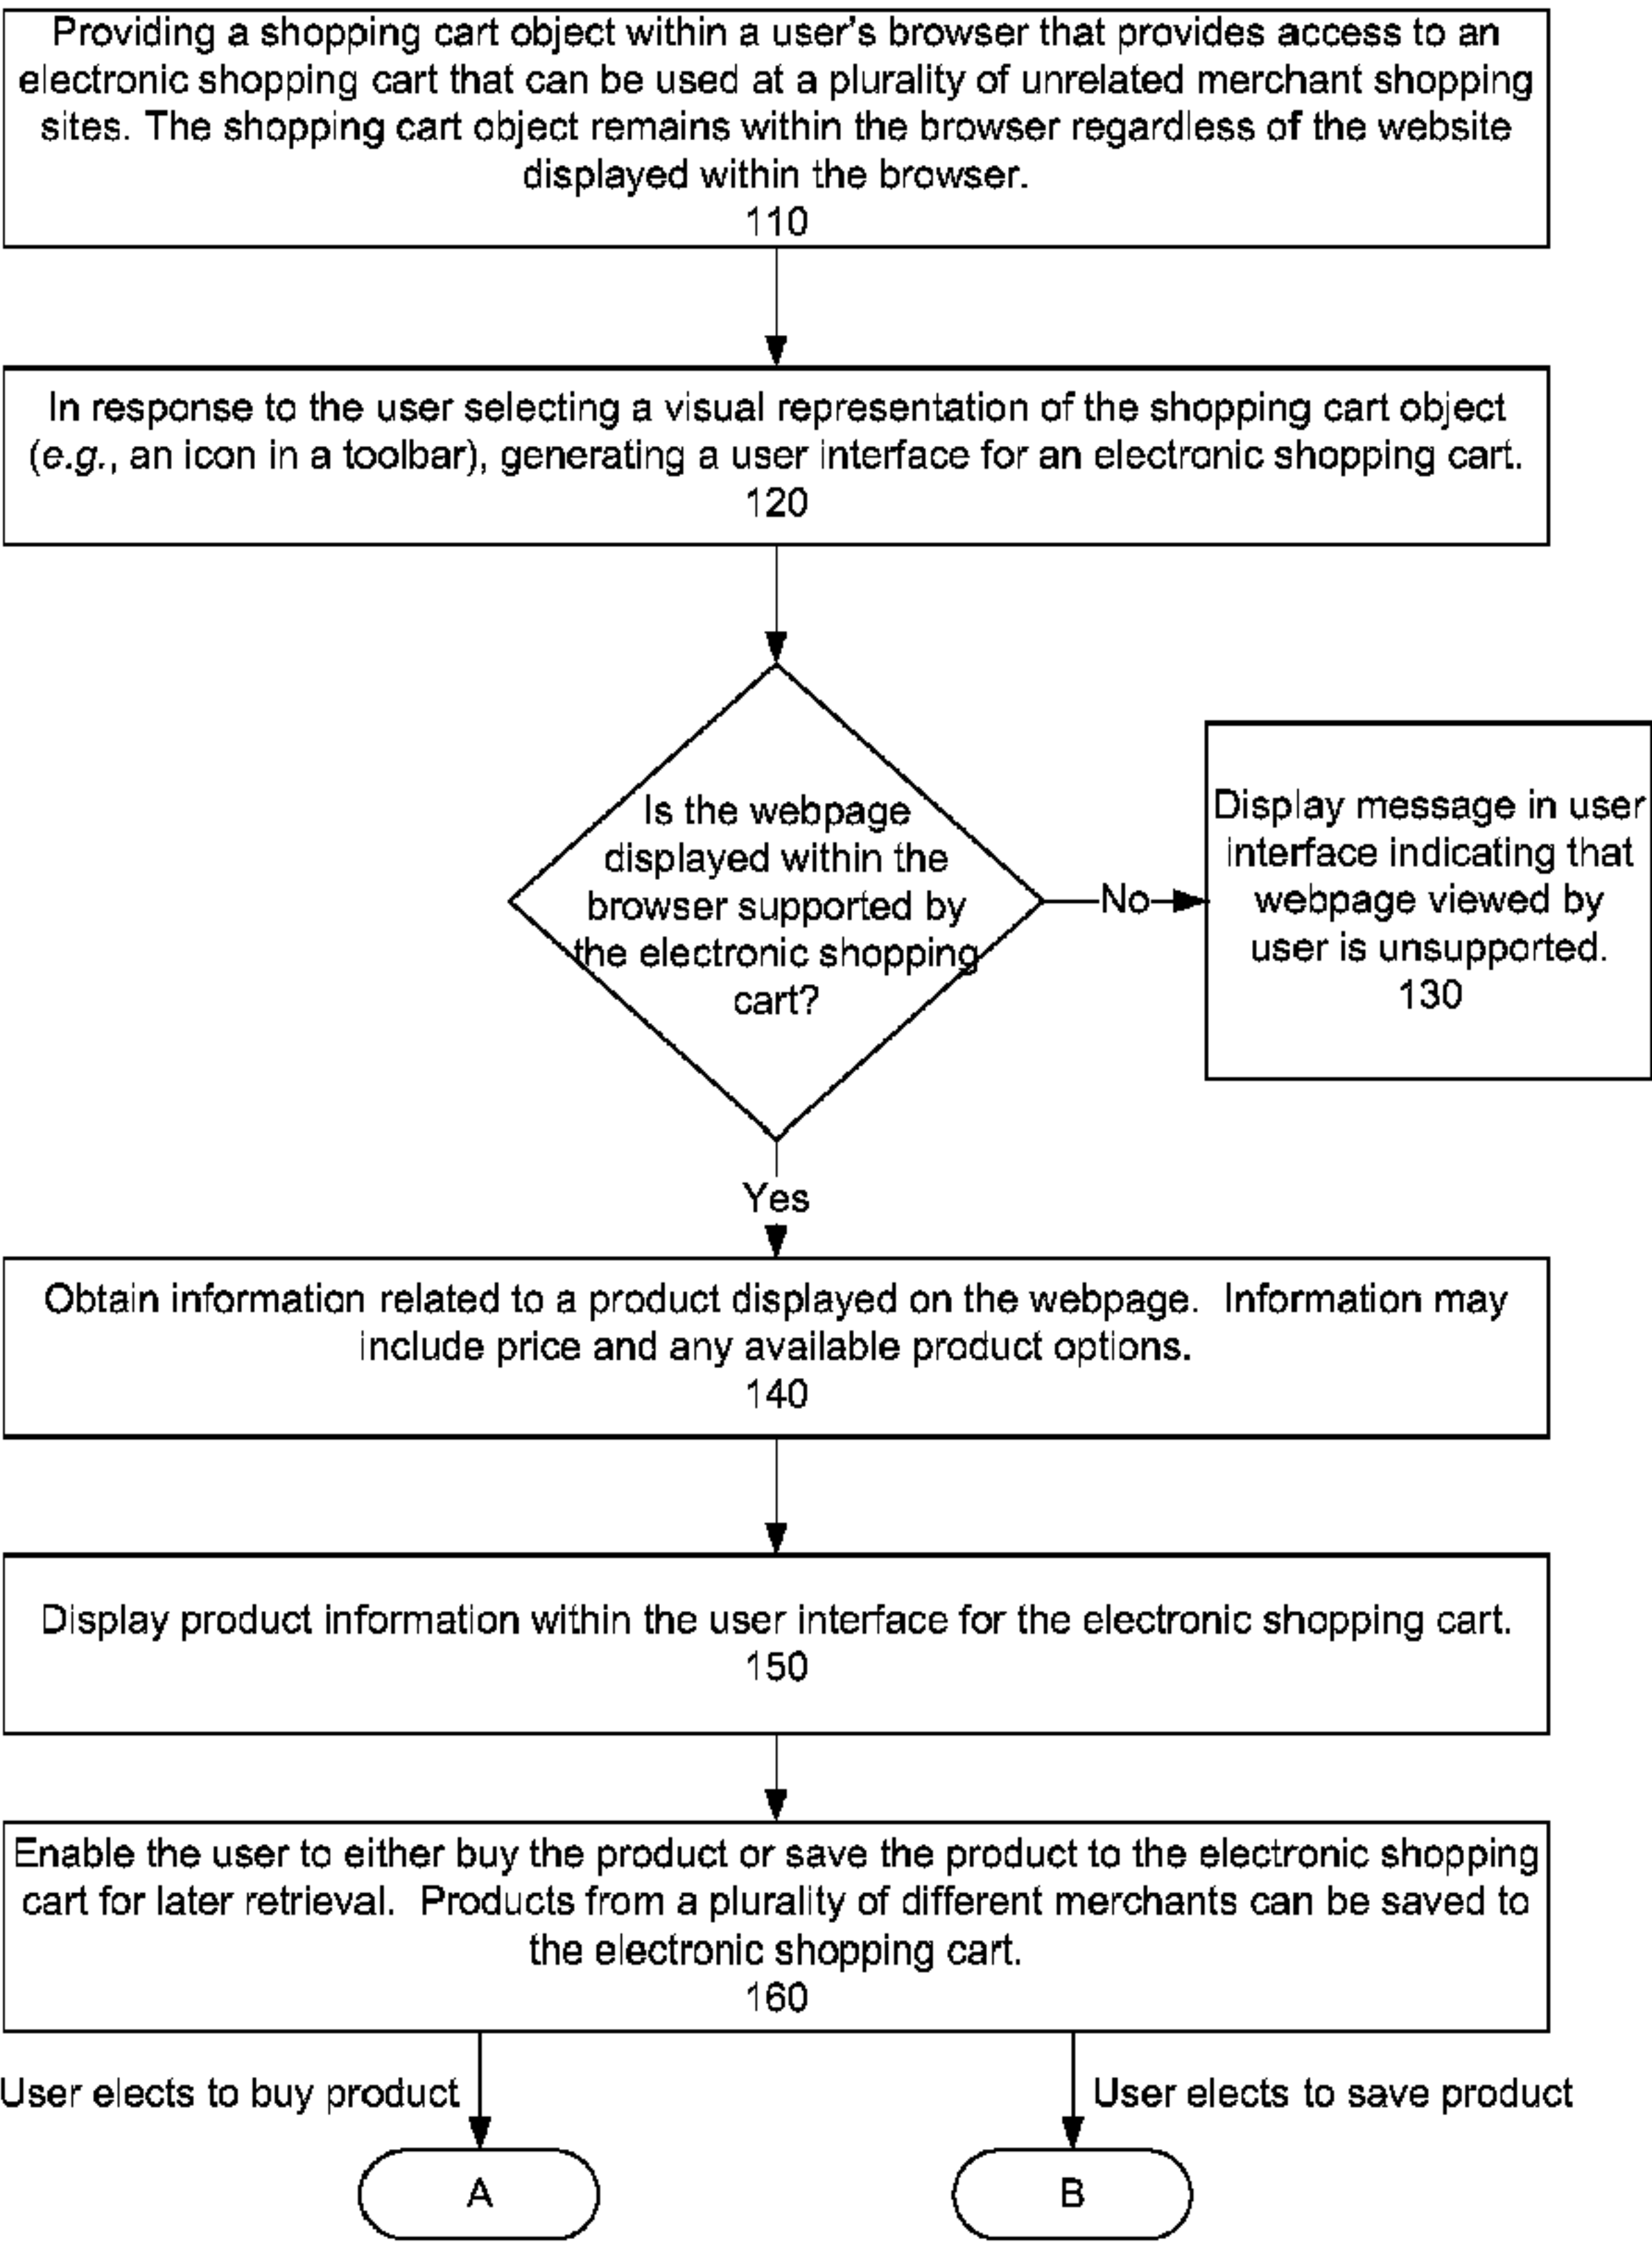 Providing a shopping cart object within a user's browser that provides access to an
electronic shopping cart that can be used at a plurality of unrelated merchant shopping
sites. The shopping cart object remains within the browser regardless of the website
displayed within the browser.
110
In response to the user selecting a visual representation of the shopping cart object
(e.g., an icon in a toolbar), generating a user interface for an electronic shopping cart.
120
Is the webpage
displayed within the
browser supported by
the electronic shopping
cart?
No
Display message in user
interface indicating that
webpage viewed by
user is unsupported.
130
Yes
Obtain information related to a product displayed on the webpage.  Information may
include price and any available product options.
140
Display product information within the user interface for the electronic shopping cart.
150
Enable the user to either buy the product or save the product to the electronic shopping
cart for later retrieval.  Products from a plurality of different merchants can be saved to
the electronic shopping cart.
160
User elects to buy product
User elects to save product
A
B